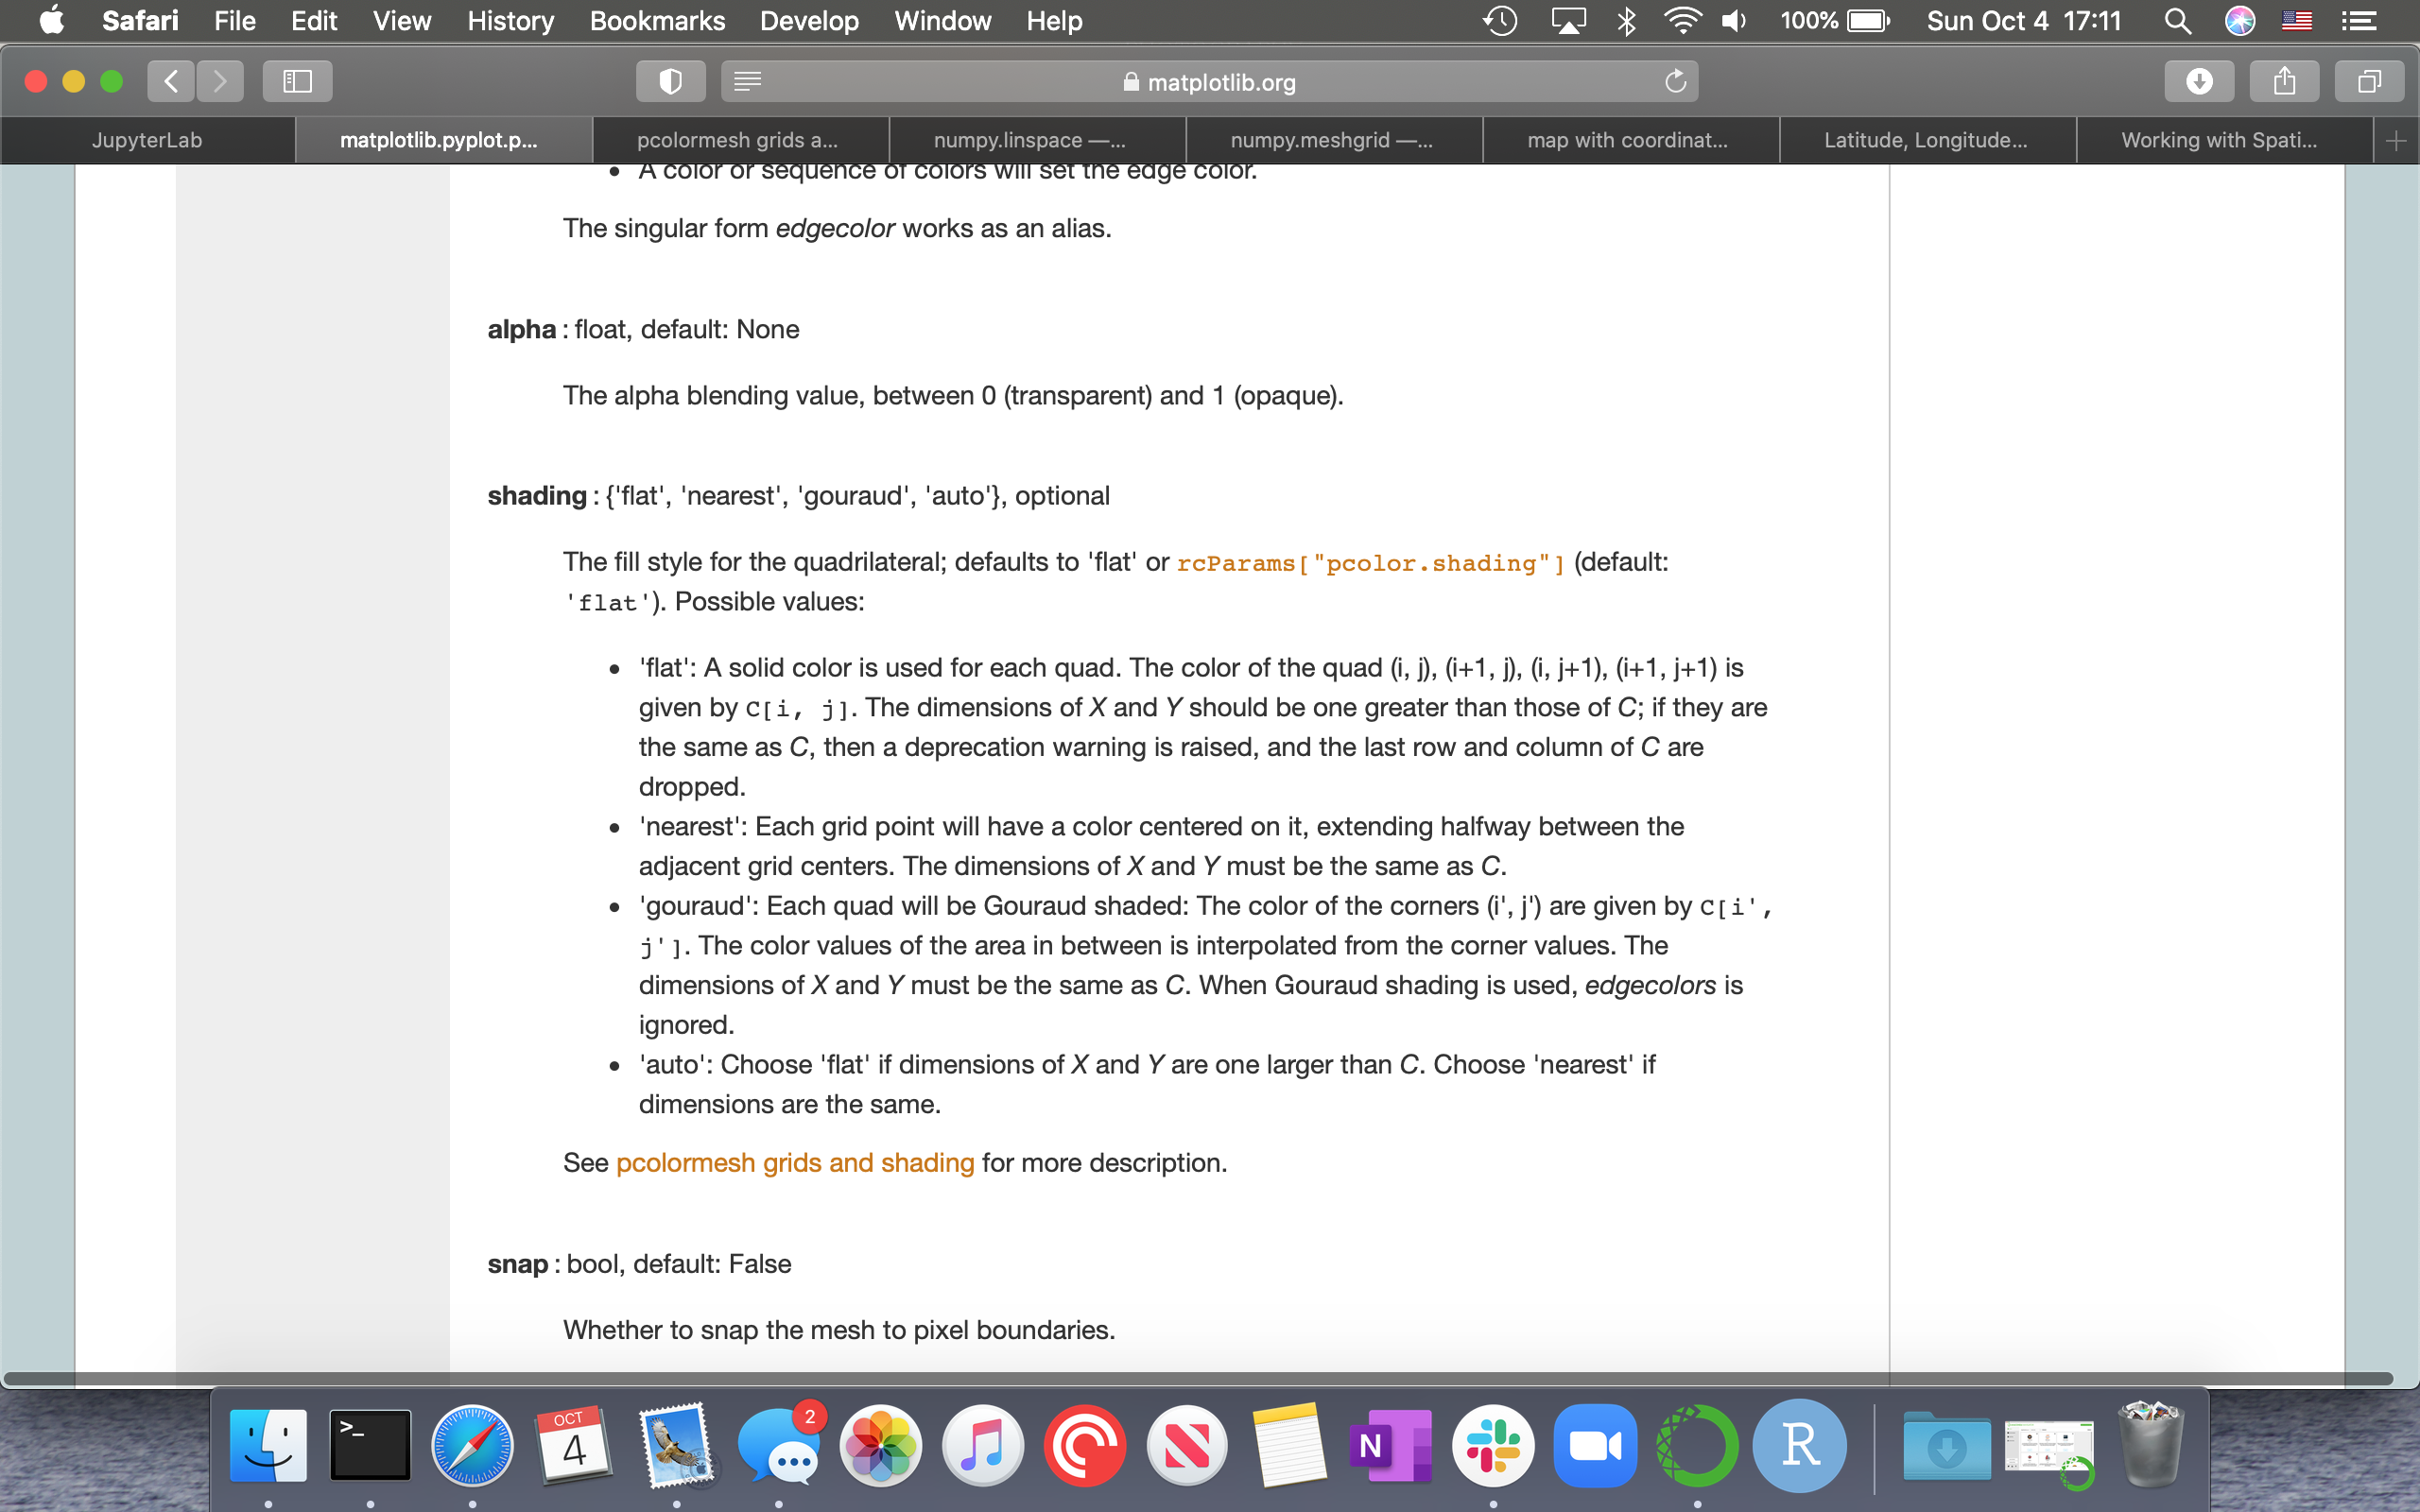 Safari File Edit View History Bookmarks Develop Window Help 100% Sun Oct 4 17:11
matplotlib.org
JupyterLab matplotlib.pyplot.p... pcolormesh grids a... numpy.linspace —... numpy.meshgrid —... map with coordinat... Latitude, Longitude... Working with Spati...
• A color or sequence of colors will set the edge color.
The singular form edgecolor works as an alias.
alpha : float, default: None
The alpha blending value, between 0 (transparent) and 1 (opaque).
shading : {'flat', 'nearest', 'gouraud', 'auto'}, optional
The fill style for the quadrilateral; defaults to 'flat' or rcParams["pcolor.shading"] (default:
'flat'). Possible values:
• 'flat': A solid color is used for each quad. The color of the quad (i, j), (i+1, j), (i, j+1), (i+1, j+1) is
given by C[i, j]. The dimensions of X and Y should be one greater than those of C; if they are
the same as C, then a deprecation warning is raised, and the last row and column of C are
dropped.
• 'nearest': Each grid point will have a color centered on it, extending halfway between the
adjacent grid centers. The dimensions of X and Y must be the same as C.
• 'gouraud': Each quad will be Gouraud shaded: The color of the corners (i', j') are given by C[i',
j']. The color values of the area in between is interpolated from the corner values. The
dimensions of X and Y must be the same as C. When Gouraud shading is used, edgecolors is
ignored.
• 'auto': Choose 'flat' if dimensions of X and Y are one larger than C. Choose 'nearest' if
dimensions are the same.
See pcolormesh grids and shading for more description.
snap : bool, default: False
Whether to snap the mesh to pixel boundaries.
>_ OCT 4 2 N R